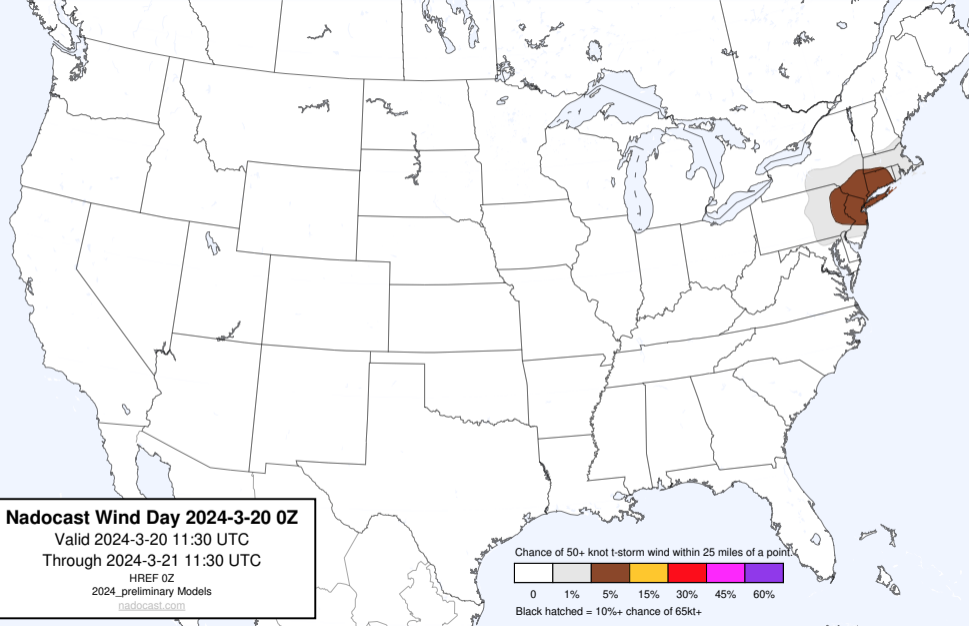 Nadocast Wind Day 2024-3-20 0Z
Valid 2024-3-20 11:30 UTC
Through 2024-3-21 11:30 UTC
HREF 0Z
2024_preliminary Models
nadocast.com
Chance of 50+ knot t-storm wind within 25 miles of a point.
0 1% 5% 15% 30% 45% 60%
Black hatched = 10%+ chance of 65kt+